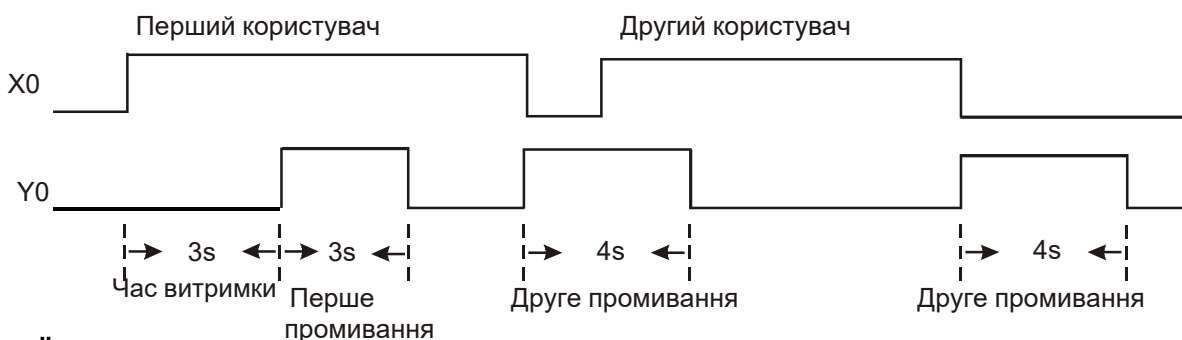 Перший користувач
Другий користувач
X0
Y0
3s
3s
4s
4s
Час витримки
Перше
промивання
Друге промивання
Друге промивання